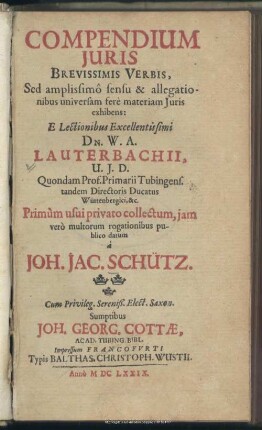 COMPENDIUM
JURIS
BREVISSIMIS VERBIS,
Sed amplissimô sensu & allegatio-
nibus universam ferè materiam Juris
exhibens:
E Lectionibus Excellentissimi
DN. W. A.
LAUTERBACHII,
U. J. D.
Quondam Prof. Primarii Tubingens.
tandem Directoris Ducatus
Würtenbergici, &c.
Primùm usui privato collectum, jam
verò multorum rogationibus pu-
blico datum
à
JOH. JAC. SCHÜTZ.
Cum Privileg. Sereniss. Elect. SAXON.
Sumptibus
JOH. GEORG. COTTÆ,
ACAD. TUBING BIBL.
Impressum FRANCOFURTI
Typis BALTHAS. CHRISTOPH. WUSTII.
Annô M DC LXXIX.